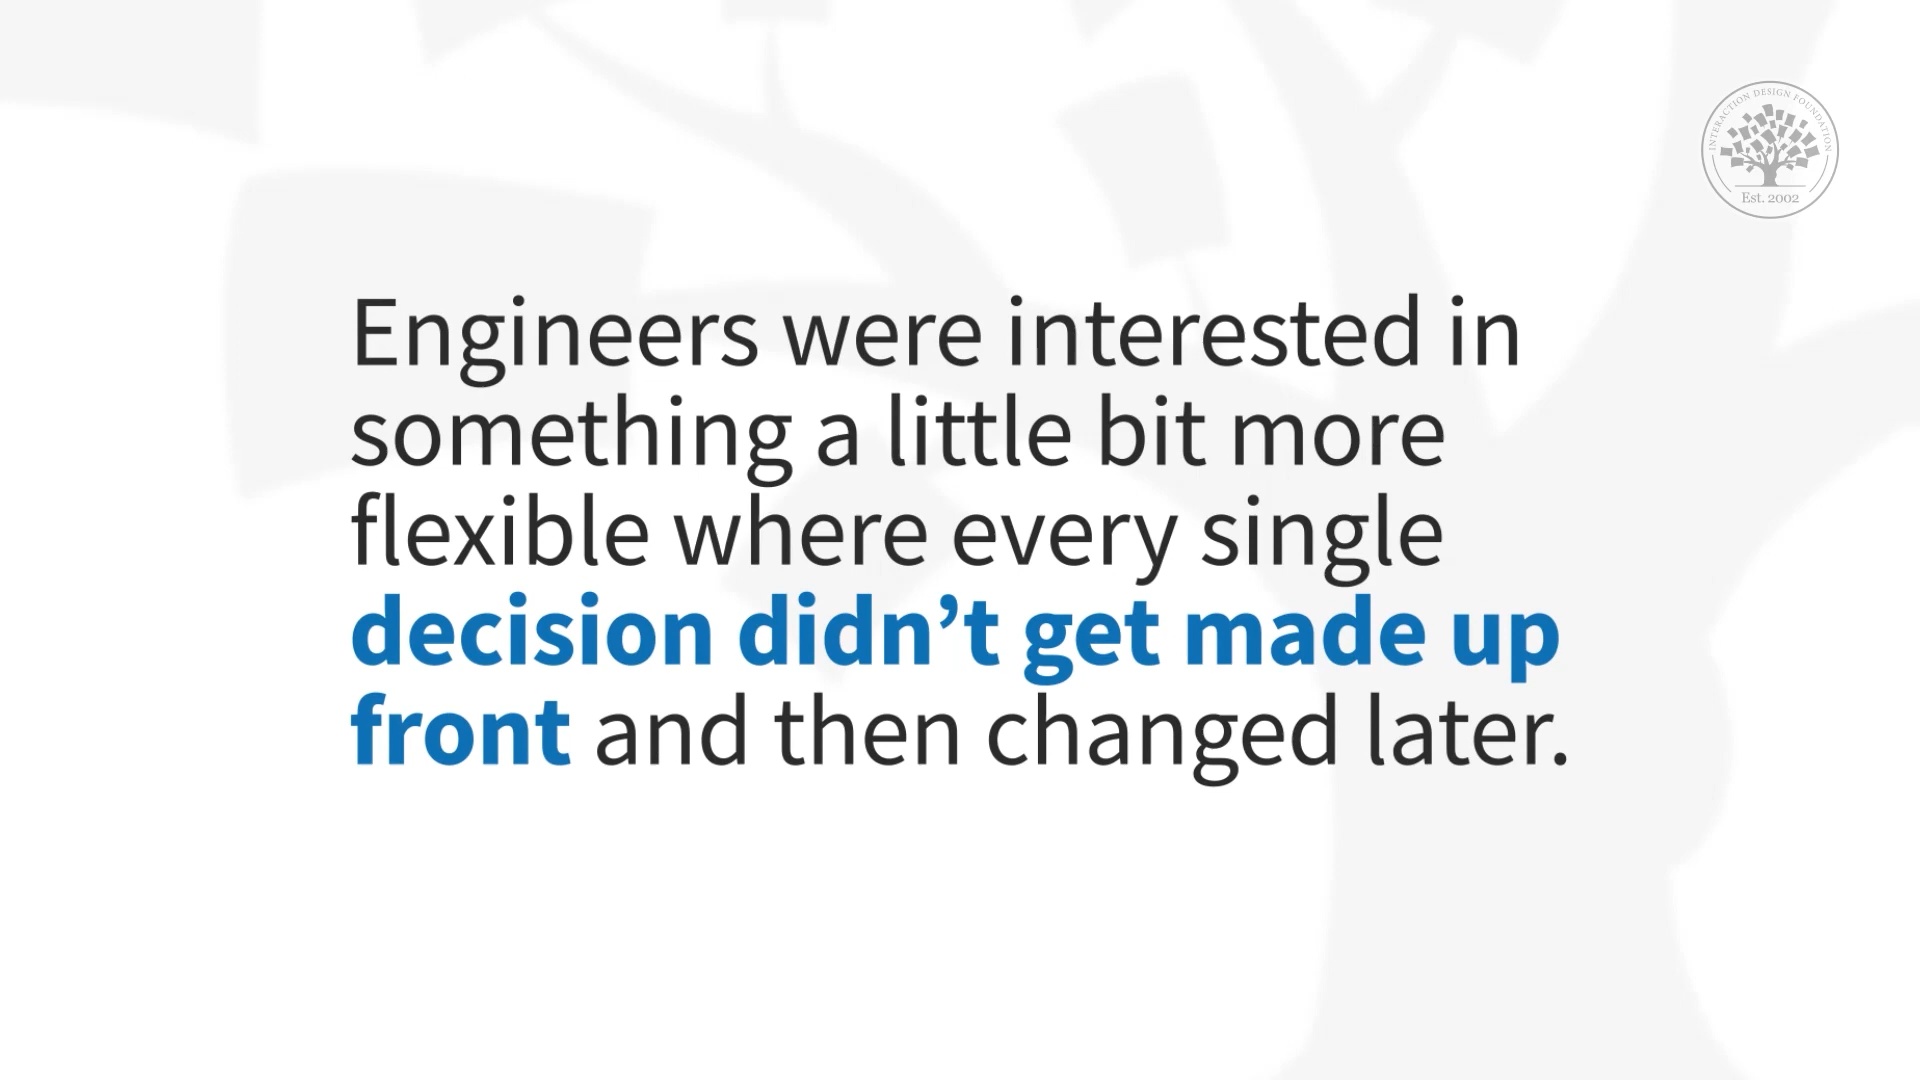 INTERACTION DESIGN FOUNDATION
Est. 2002
Engineers were interested in
something a little bit more
flexible where every single
decision didn’t get made up
front and then changed later.